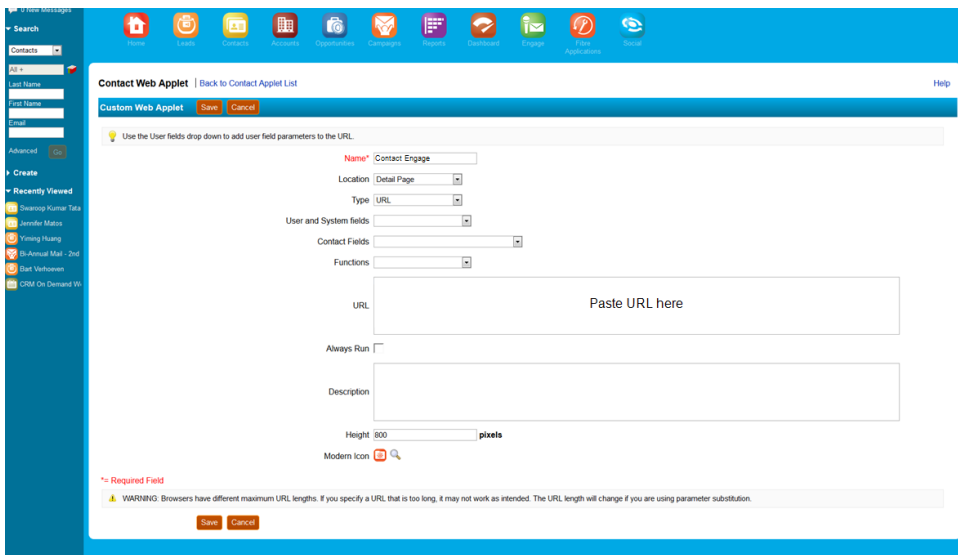 0 New Messages
Search
Contacts
All +
Last Name
First Name
Email
Advanced Go
Create
Recently Viewed
Swaroop Kumar Tata
Jennifer Matos
Yiming Huang
Bi-Annual Mail - 2nd
Bart Verhoeven
CRM On Demand W
Home Leads Contacts Accounts Opportunities Campaigns Reports Dashboard Engage Fibre Applications Social
Contact Web Applet | Back to Contact Applet List Help
Custom Web Applet Save Cancel
Use the User fields drop down to add user field parameters to the URL.
Name* Contact Engage
Location Detail Page
Type URL
User and System fields
Contact Fields
Functions
URL Paste URL here
Always Run
Description
Height 800 pixels
Modern Icon
*= Required Field
WARNING: Browsers have different maximum URL lengths. If you specify a URL that is too long, it may not work as intended. The URL length will change if you are using parameter substitution.
Save Cancel